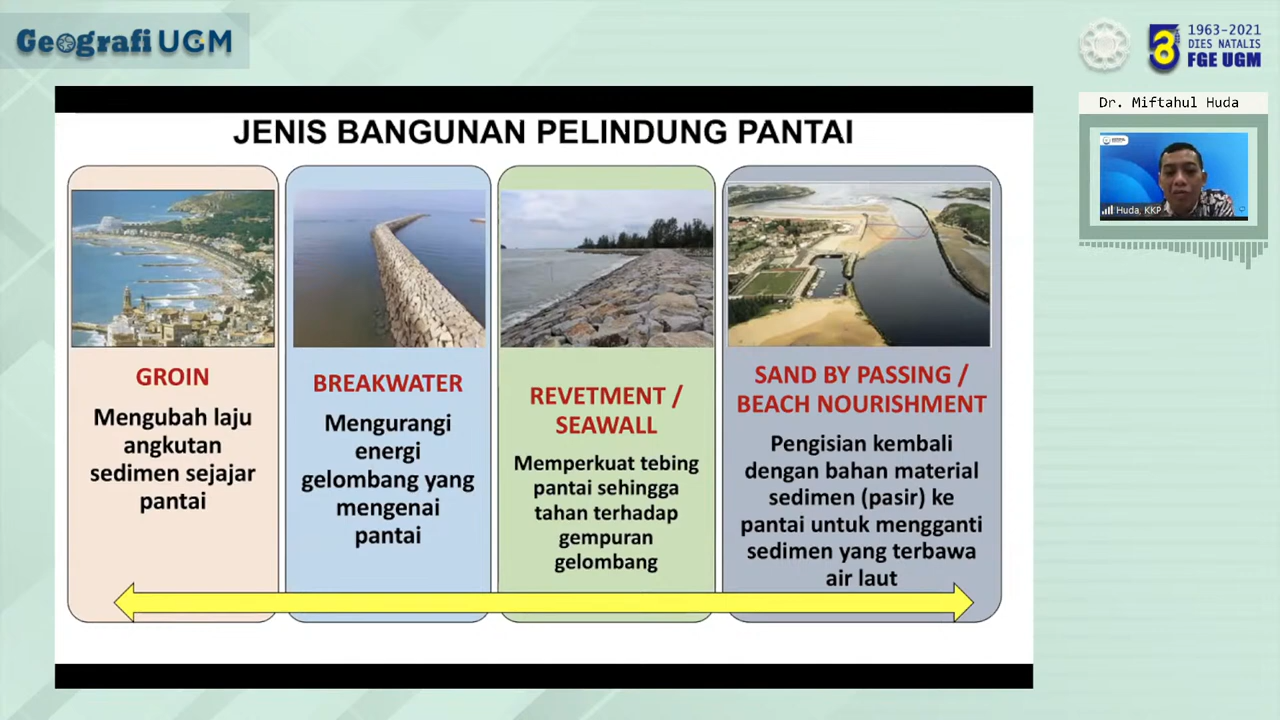 Geografi UGM
1963-2021
DIES NATALIS
FGE UGM
Dr. Miftahul Huda
Huda, KKP
JENIS BANGUNAN PELINDUNG PANTAI
GROIN
Mengubah laju
angkutan
sedimen sejajar
pantai
BREAKWATER
Mengurangi
energi
gelombang yang
mengenai
pantai
REVETMENT /
SEAWALL
Memperkuat tebing
pantai sehingga
tahan terhadap
gempuran
gelombang
SAND BY PASSING /
BEACH NOURISHMENT
Pengisian kembali
dengan bahan material
sedimen (pasir) ke
pantai untuk mengganti
sedimen yang terbawa
air laut